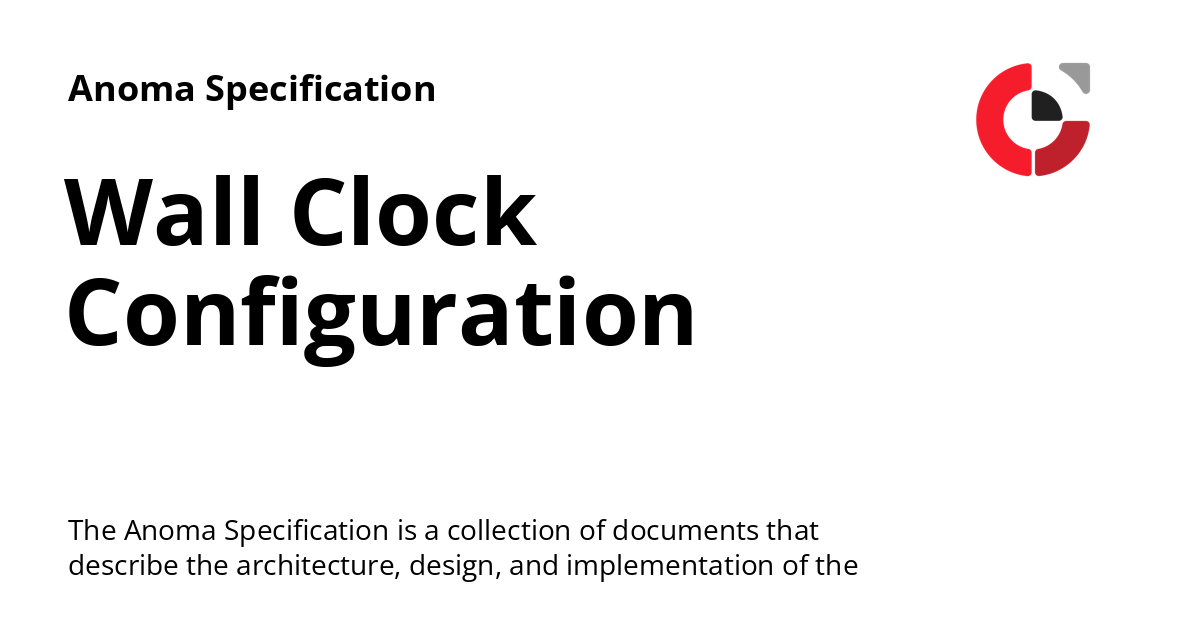 Anoma Specification
Wall Clock
Configuration
The Anoma Specification is a collection of documents that
describe the architecture, design, and implementation of the